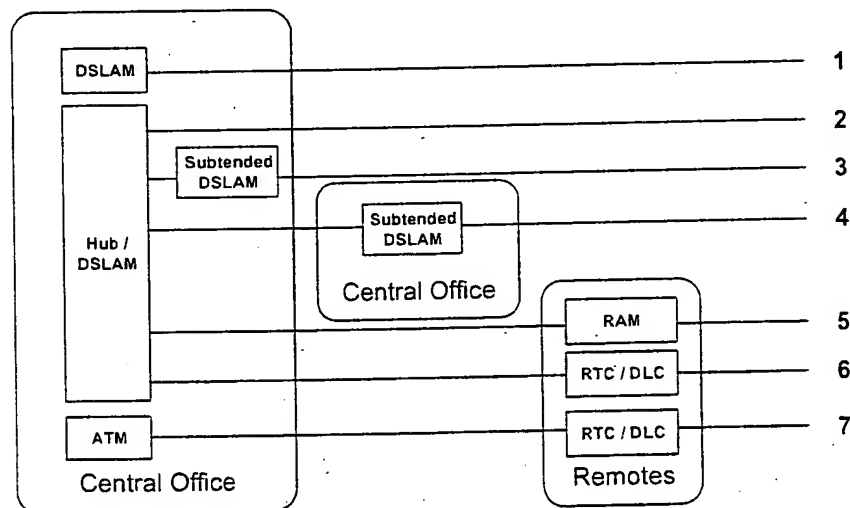 DSLAM
1
2
Subtended
DSLAM
3
Subtended
DSLAM
4
Hub /
DSLAM
Central Office
RAM
5
RTC / DLC
6
ATM
RTC / DLC
7
Central Office
Remotes